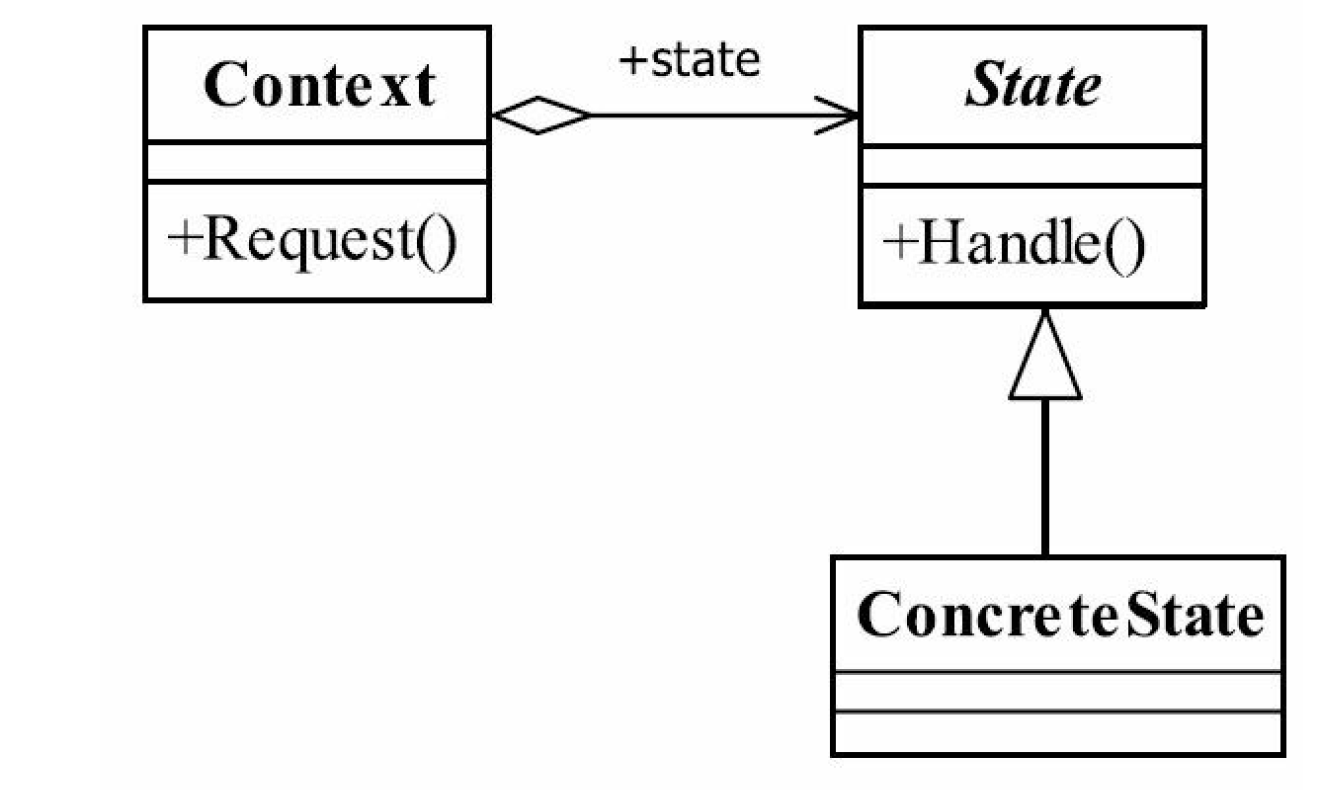 Context
+state
State
+Request()
+Handle()
ConcreteState